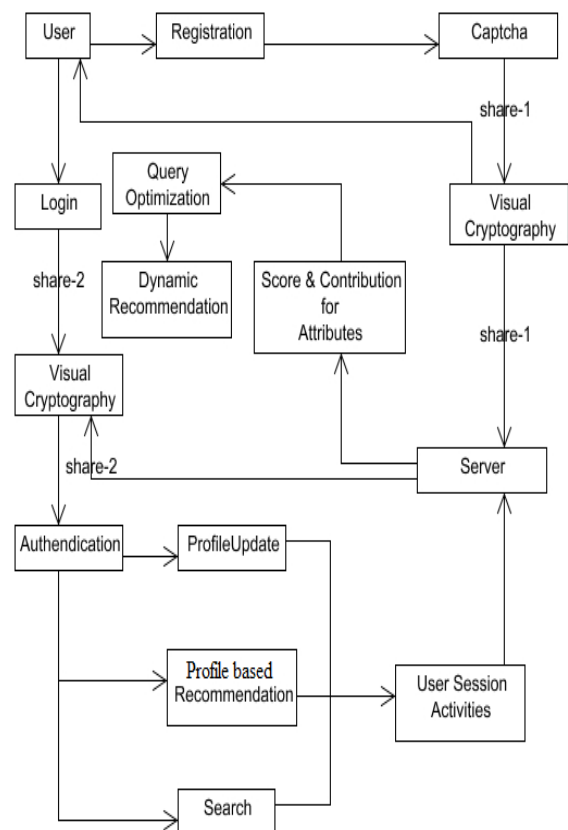 User
Registration
Captcha
share-1
Query
Optimization
Login
Visual
Cryptography
share-2
Dynamic
Recommendation
Score & Contribution
for
Attributes
share-1
Visual
Cryptography
share-2
Server
Authendication
ProfileUpdate
Profile based
Recommendation
User Session
Activities
Search